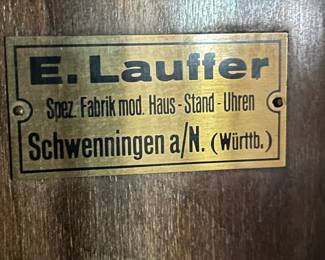 E. Lauffer
Spez. Fabrik mod. Haus-Stand-Uhren
Schwenningen a/N. (Württb.)